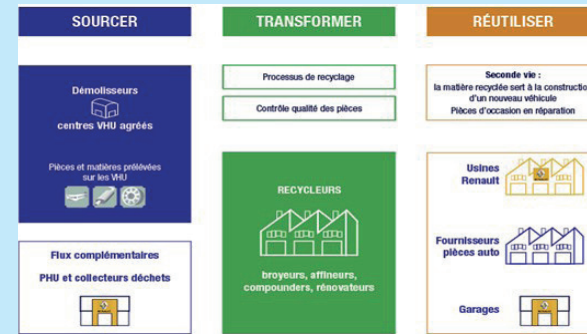 SOURCER
TRANSFORMER
RÉUTILISER
Démolisseurs
centres VHU agréés
Pièces et matières prélévées
sur les VHU
Flux complémentaires
PHU et collecteurs déchets
Processus de recyclage
Contrôle qualité des pièces
RECYCLEURS
broyeurs, affineurs,
compounders, rénovateurs
Seconde vie :
la matière recyclée sert à la constructio
d'un nouveau véhicule
Pièces d'occasion en réparation
Usines
Renault
Fournisseurs
pièces auto
Garages